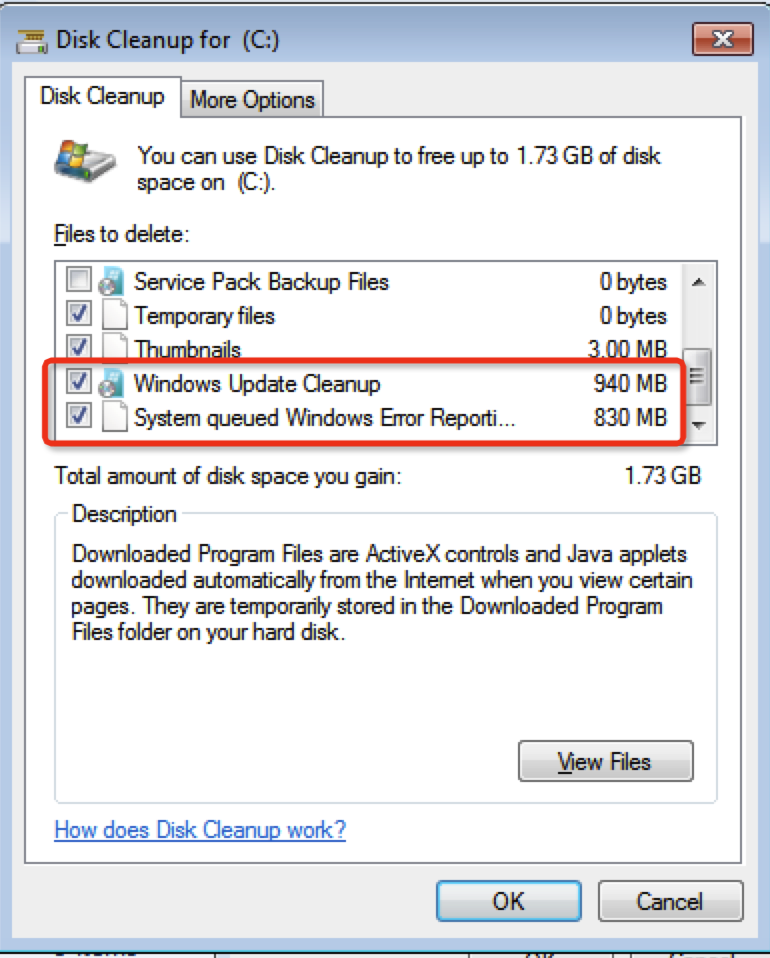 Disk Cleanup for (C:)
Disk Cleanup
More Options
You can use Disk Cleanup to free up to 1.73 GB of disk
space on (C:).
Files to delete:
Service Pack Backup Files 0 bytes
Temporary files 0 bytes
Thumbnails 3.00 MB
Windows Update Cleanup 940 MB
System queued Windows Error Reporti... 830 MB
Total amount of disk space you gain: 1.73 GB
Description
Downloaded Program Files are ActiveX controls and Java applets
downloaded automatically from the Internet when you view certain
pages. They are temporarily stored in the Downloaded Program
Files folder on your hard disk.
View Files
How does Disk Cleanup work?
OK Cancel